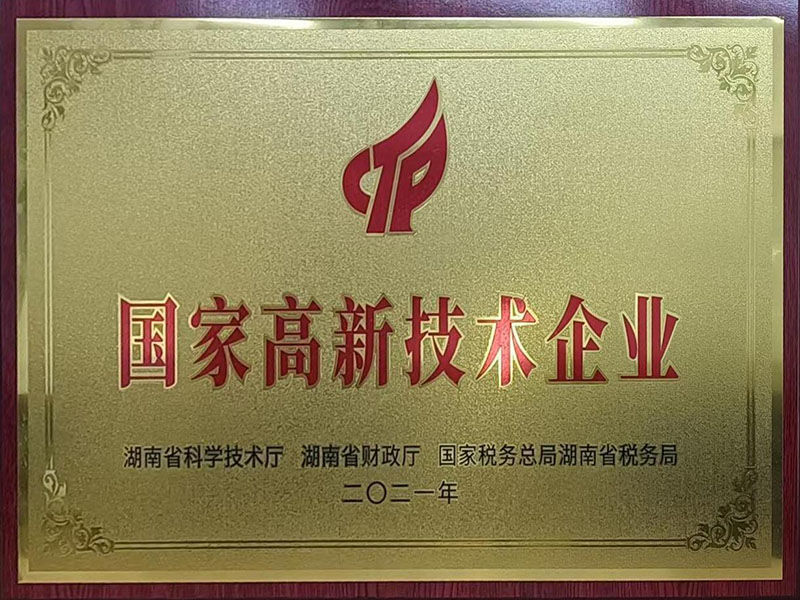 CTP
国家高新技术企业
湖南省科学技术厅 湖南省财政厅 国家税务总局湖南省税务局
二〇二一年